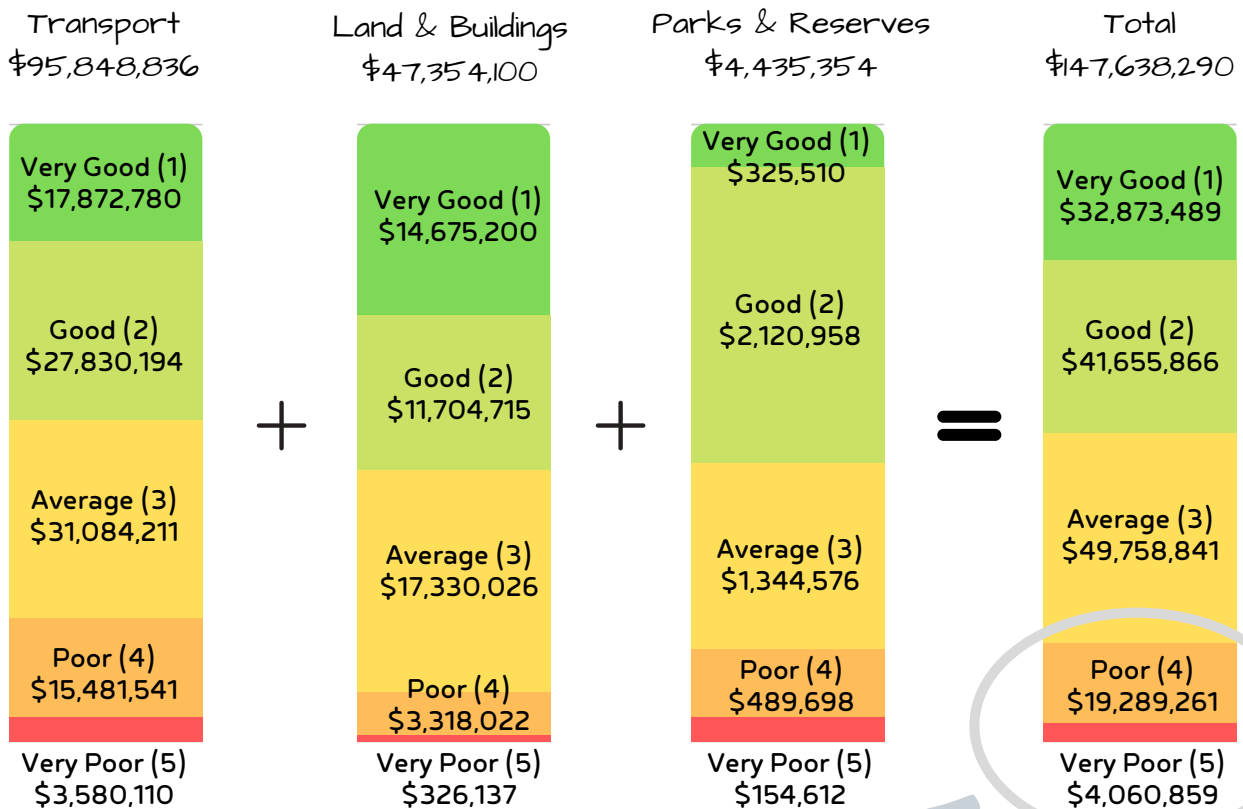 Transport
$95,848,836
Very Good (1)
$17,872,780
Good (2)
$27,830,194
Average (3)
$31,084,211
Poor (4)
$15,481,541
Very Poor (5)
$3,580,110
+
Land & Buildings
$47,354,100
Very Good (1)
$14,675,200
Good (2)
$11,704,715
Average (3)
$17,330,026
Poor (4)
$3,318,022
Very Poor (5)
$326,137
+
Parks & Reserves
$4,435,354
Very Good (1)
$325,510
Good (2)
$2,120,958
Average (3)
$1,344,576
Poor (4)
$489,698
Very Poor (5)
$154,612
=
Total
$147,638,290
Very Good (1)
$32,873,489
Good (2)
$41,655,866
Average (3)
$49,758,841
Poor (4)
$19,289,261
Very Poor (5)
$4,060,859